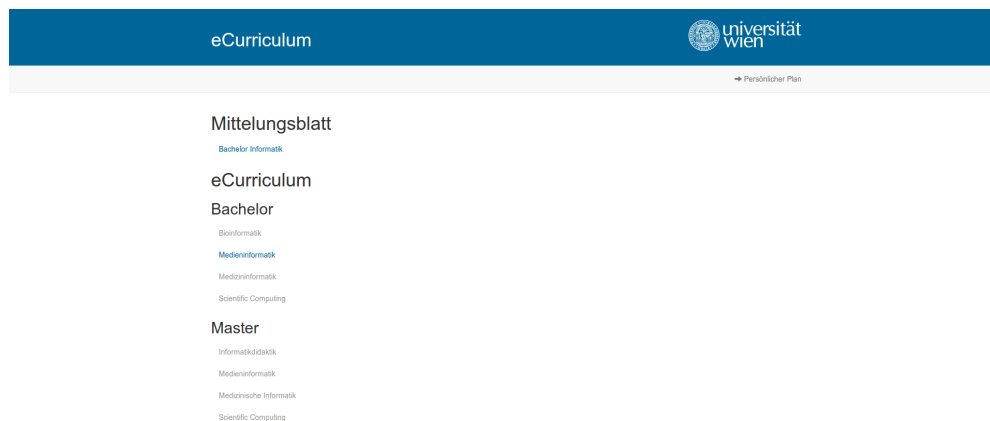 eCurriculum
universität
wien
Persönlicher Plan
Mittelungsblatt
Bachelor Informatik
eCurriculum
Bachelor
Bioinformatik
Medieninformatik
Medizininformatik
Scientific Computing
Master
Informatikdidaktik
Medieninformatik
Medizinische Informatik
Scientific Computing